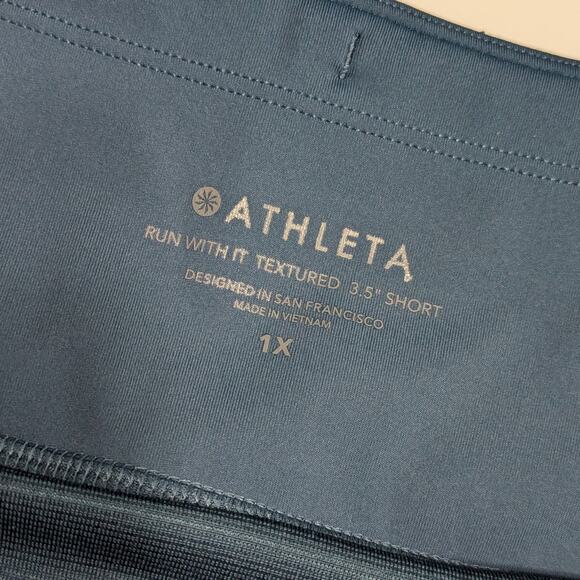 ATHLETA
RUN WITH IT TEXTURED 3.5" SHORT
DESIGNED IN SAN FRANCISCO
MADE IN VIETNAM
1X